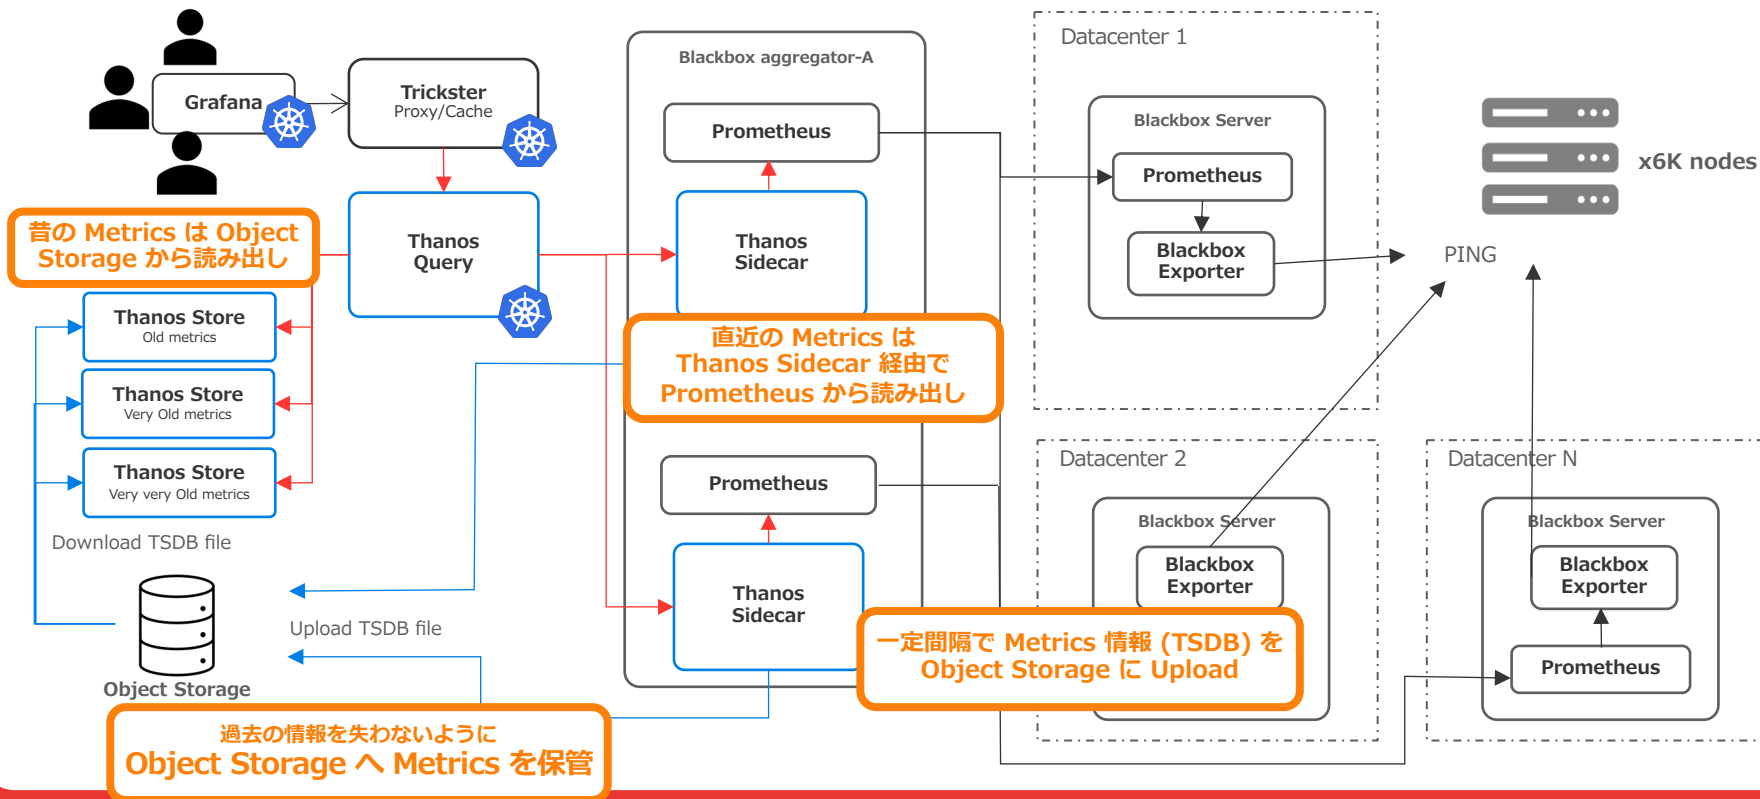 Grafana
Trickster
Proxy/Cache
Thanos
Query
昔の Metrics は Object
Storage から読み出し
Thanos Store
Old metrics
Thanos Store
Very Old metrics
Thanos Store
Very very Old metrics
Download TSDB file
Upload TSDB file
Object Storage
過去の情報を失わないように
Object Storage へ Metrics を保管
Blackbox aggregator-A
Prometheus
Thanos
Sidecar
直近の Metrics は
Thanos Sidecar 経由で
Prometheus から読み出し
Prometheus
Thanos
Sidecar
一定間隔で Metrics 情報 (TSDB) を
Object Storage に Upload
Datacenter 1
Blackbox Server
Prometheus
Blackbox
Exporter
x6K nodes
PING
Datacenter 2
Blackbox Server
Blackbox
Exporter
Datacenter N
Blackbox Server
Blackbox
Exporter
Prometheus